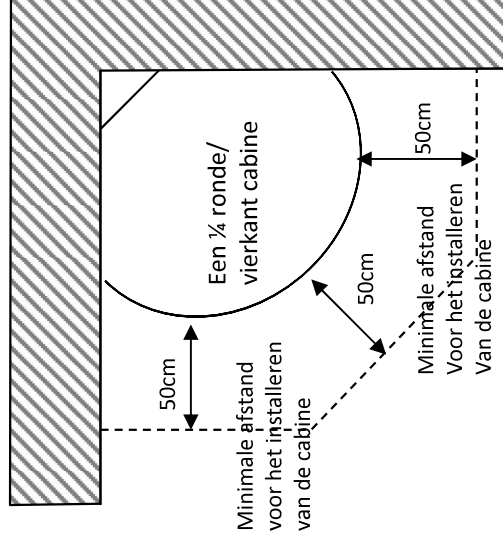 Een ¼ ronde/
vierkant cabine
50cm
Minimale afstand
voor het installeren
van de cabine
50cm
50cm
Minimale afstand
Voor het installeren
Van de cabine